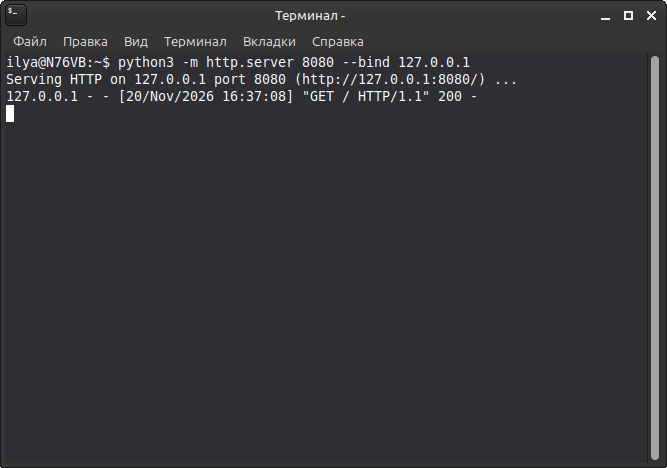 $_
Терминал -
Файл Правка Вид Терминал Вкладки Справка
ilya@N76VB:~$ python3 -m http.server 8080 --bind 127.0.0.1
Serving HTTP on 127.0.0.1 port 8080 (http://127.0.0.1:8080/) ...
127.0.0.1 - - [20/Nov/2026 16:37:08] "GET / HTTP/1.1" 200 -